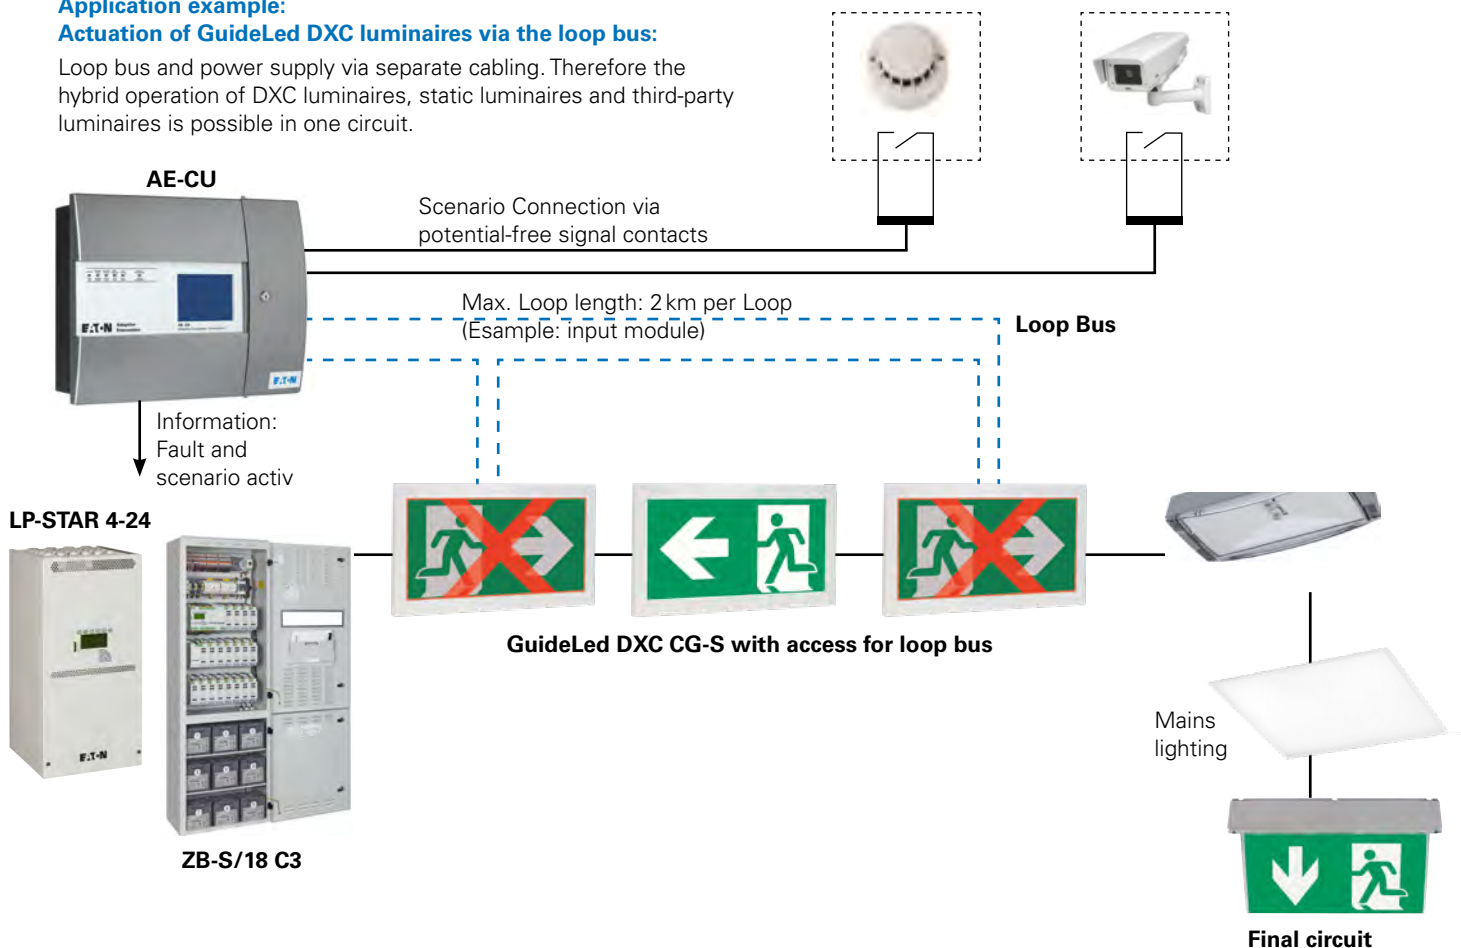 Application example:
Actuation of GuideLed DXC luminaires via the loop bus:
Loop bus and power supply via separate cabling. Therefore the
hybrid operation of DXC luminaires, static luminaires and third-party
luminaires is possible in one circuit.
AE-CU
Scenario Connection via
potential-free signal contacts
Max. Loop length: 2 km per Loop
(Esample: input module)
Loop Bus
EATON
EATON
Information:
Fault and
scenario activ
LP-STAR 4-24
EATON
ZB-S/18 C3
GuideLed DXC CG-S with access for loop bus
Mains
lighting
Final circuit